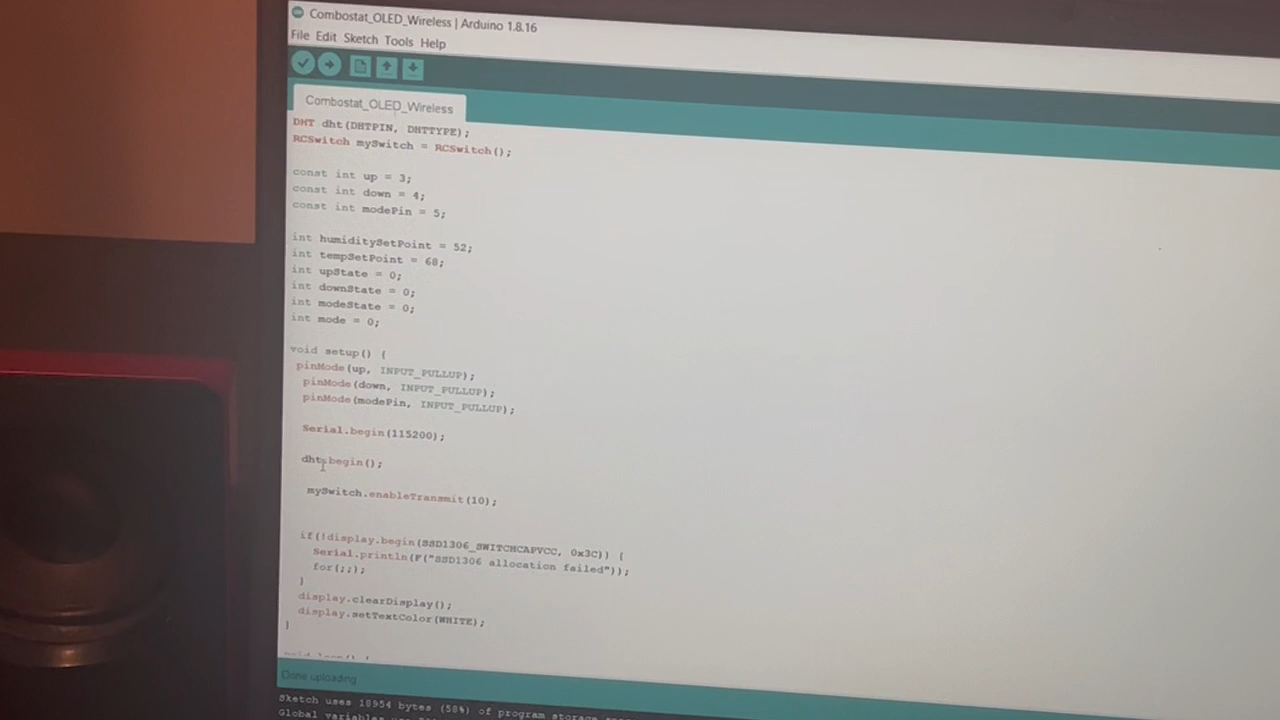 Combostat_OLED_Wireless | Arduino 1.8.16
File Edit Sketch Tools Help
Combostat_OLED_Wireless
DHT dht(DHTPIN, DHTTYPE);
RCSwitch mySwitch = RCSwitch();
const int up = 3;
const int down = 4;
const int modePin = 5;
int humiditySetPoint = 52;
int tempSetPoint = 68;
int upState = 0;
int downState = 0;
int modeState = 0;
int mode = 0;
void setup() {
pinMode(up, INPUT_PULLUP);
pinMode(down, INPUT_PULLUP);
pinMode(modePin, INPUT_PULLUP);
Serial.begin(115200);
dht.begin();
mySwitch.enableTransmit(10);
if(!display.begin(SSD1306_SWITCHCAPVCC, 0x3C)) {
Serial.println(F("SSD1306 allocation failed"));
for(;;);
}
display.clearDisplay();
display.setTextColor(WHITE);
}
Done uploading
Sketch uses 18954 bytes (58%) of program storage
Global variables